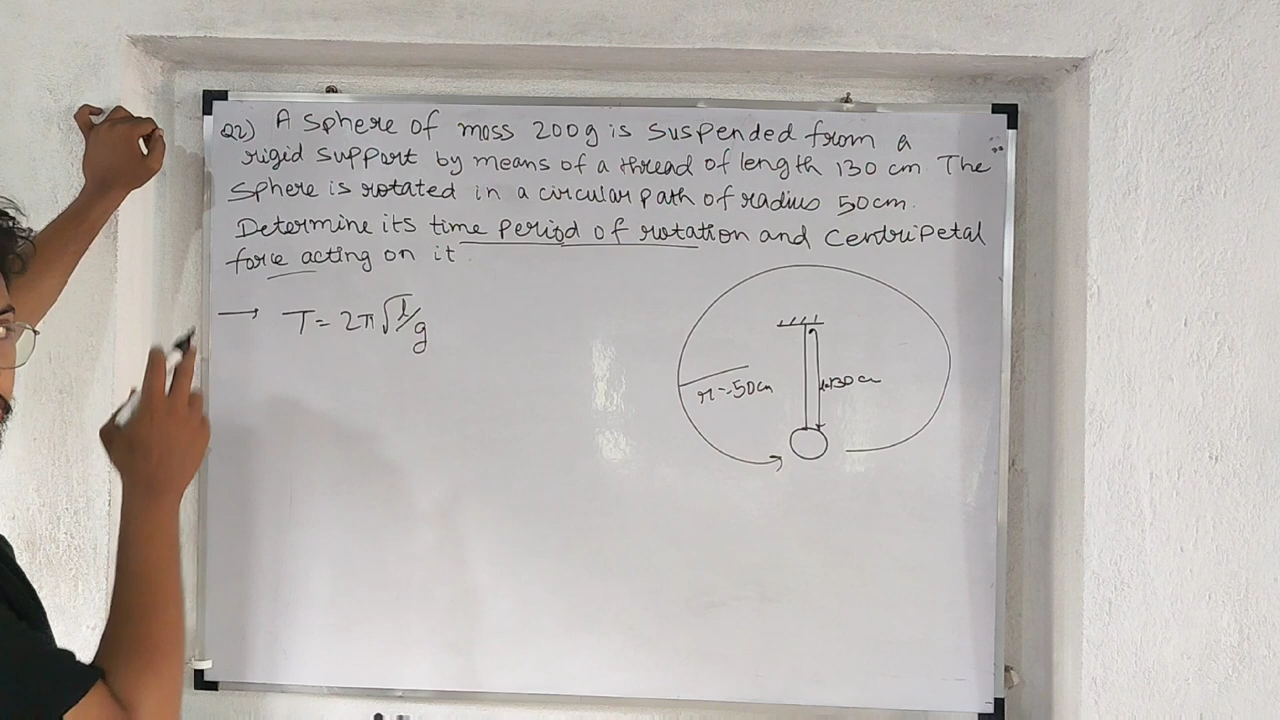 Q2) A sphere of mass 200g is suspended from a
rigid support by means of a thread of length 130 cm. The
sphere is rotated in a circular path of radius 50cm.
Determine its time period of rotation and centripetal
force acting on it.
→ T = 2π√l/g
r = 50cm
l=130cm